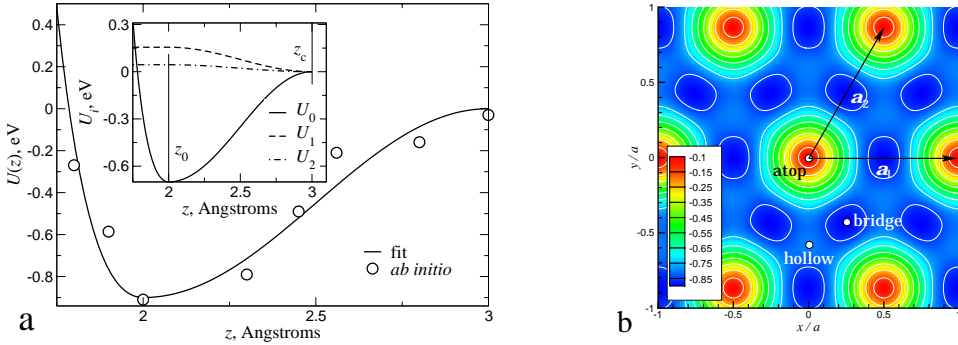 a
0.4
0.2
0
-0.2
-0.4
-0.6
-0.8
U(z), eV
2
2.5
3
z, Angstroms
fit
ab initio
0.3
0
-0.3
-0.6
U_i, eV
2
2.5
3
z, Angstroms
z_0
z_c
U_0
U_1
U_2
b
1
0.5
0
-0.5
-1
y/a
-1
-0.5
0
0.5
1
x/a
a_2
a_1
atop
bridge
hollow
-0.1
-0.15
-0.25
-0.35
-0.45
-0.55
-0.65
-0.75
-0.85